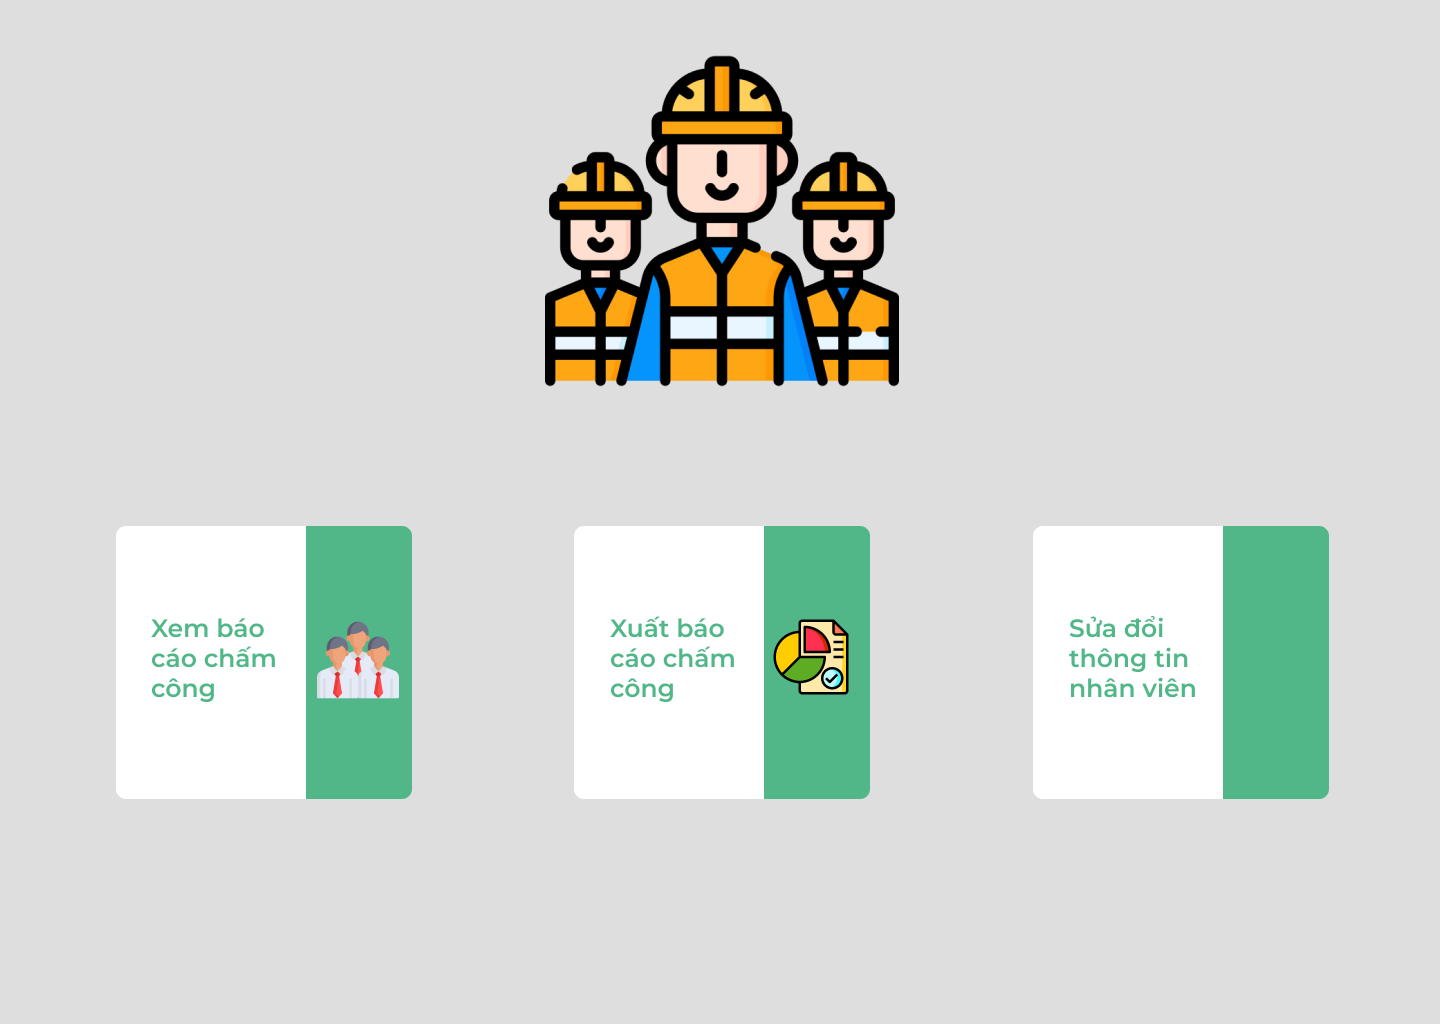 Xem báo
cáo chấm
công
Xuất báo
cáo chấm
công
Sửa đổi
thông tin
nhân viên